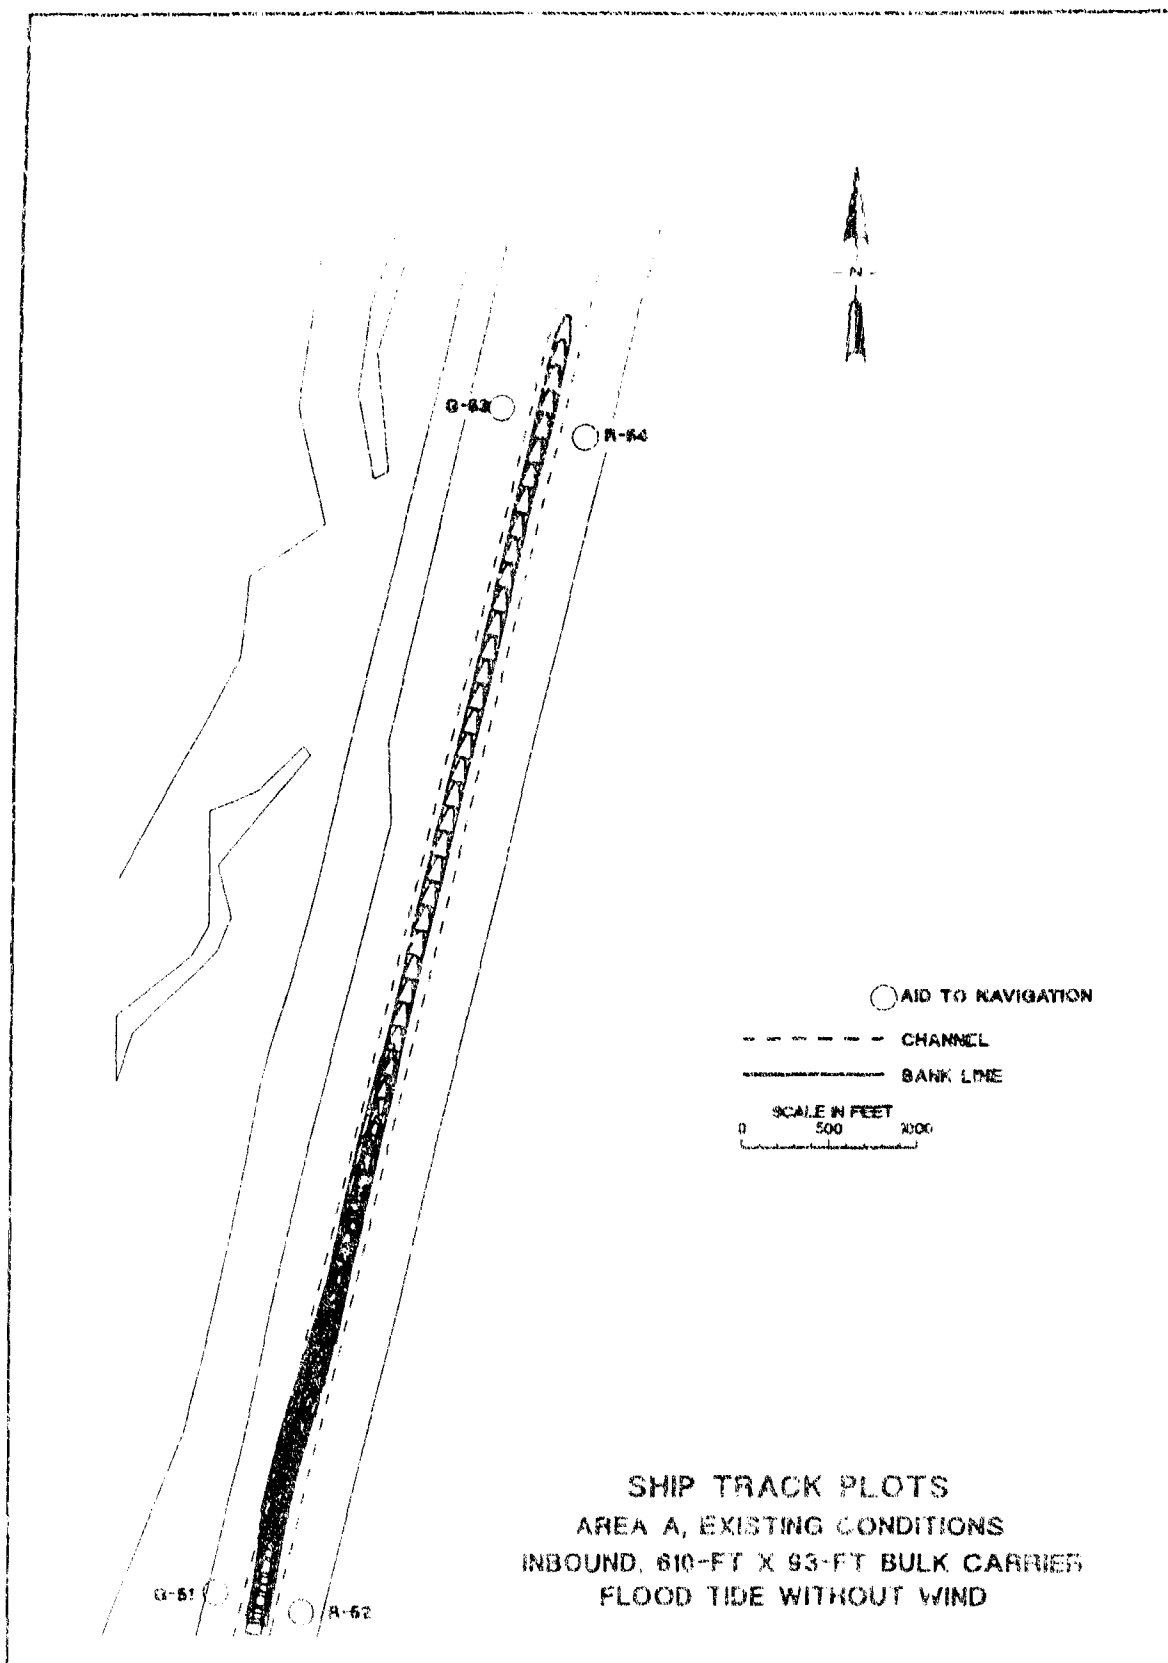 N
G-63
R-64
AID TO NAVIGATION
CHANNEL
BANK LINE
SCALE IN FEET
0 500 1000
SHIP TRACK PLOTS
AREA A, EXISTING CONDITIONS
INBOUND, 610-FT X 93-FT BULK CARRIER
FLOOD TIDE WITHOUT WIND
G-61
R-62